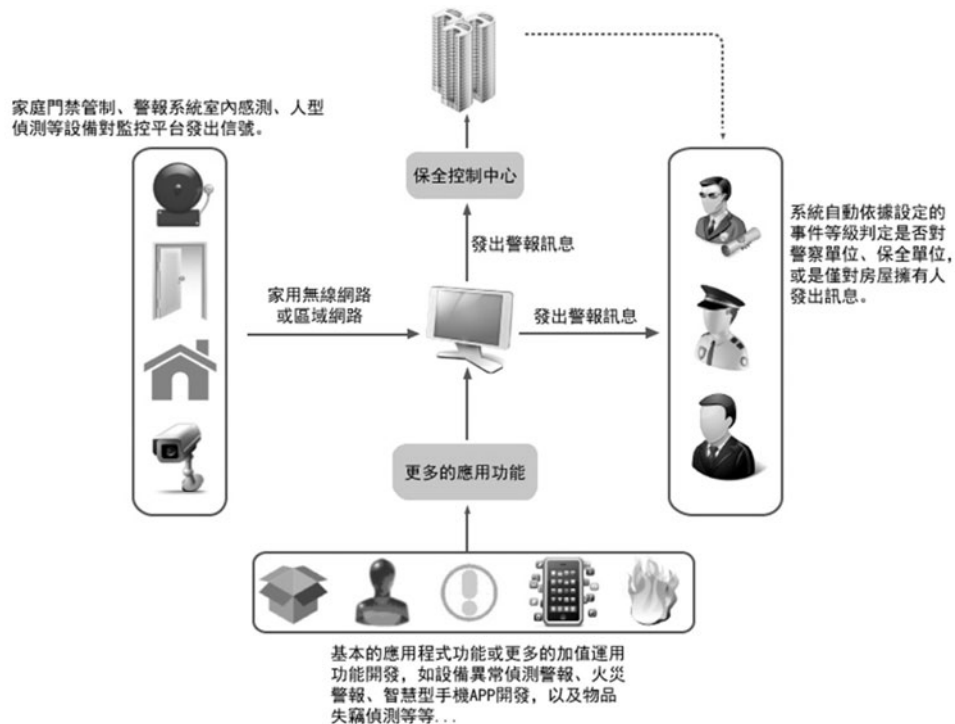 家庭門禁管制、警報系統室內感測、人型
偵測等設備對監控平台發出信號。
保全控制中心
系統自動依據設定的
事件等級判定是否對
警察單位、保全單位,
或是僅對房屋擁有人
發出訊息。
發出警報訊息
家用無線網路
或區域網路
發出警報訊息
更多的應用功能
基本的應用程式功能或更多的加值運用
功能開發，如設備異常偵測警報、火災
警報、智慧型手機APP開發，以及物品
失竊偵測等等...